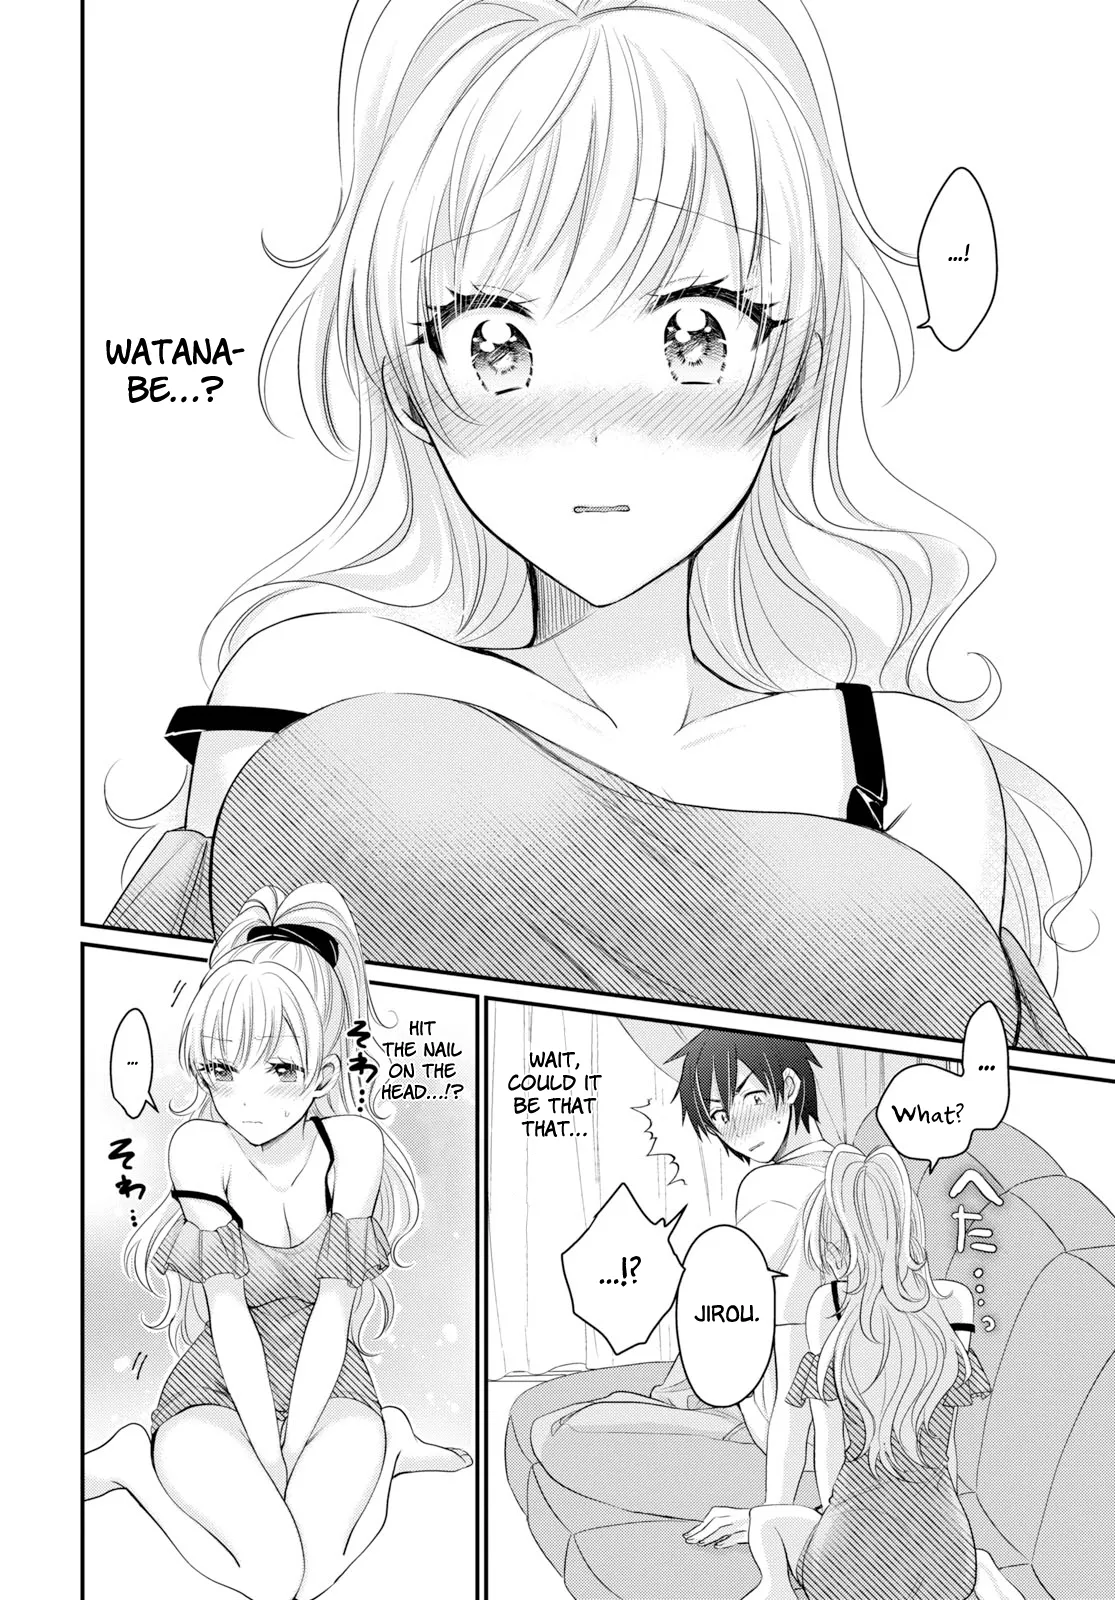 ...!
WATANA-
BE...?
....
What?
へた...
WAIT,
COULD IT
BE THAT
THAT...
...!?
JIROU.
HIT
THE NAIL
ON THE
HEAD...!?
そわ...
...
そわ...